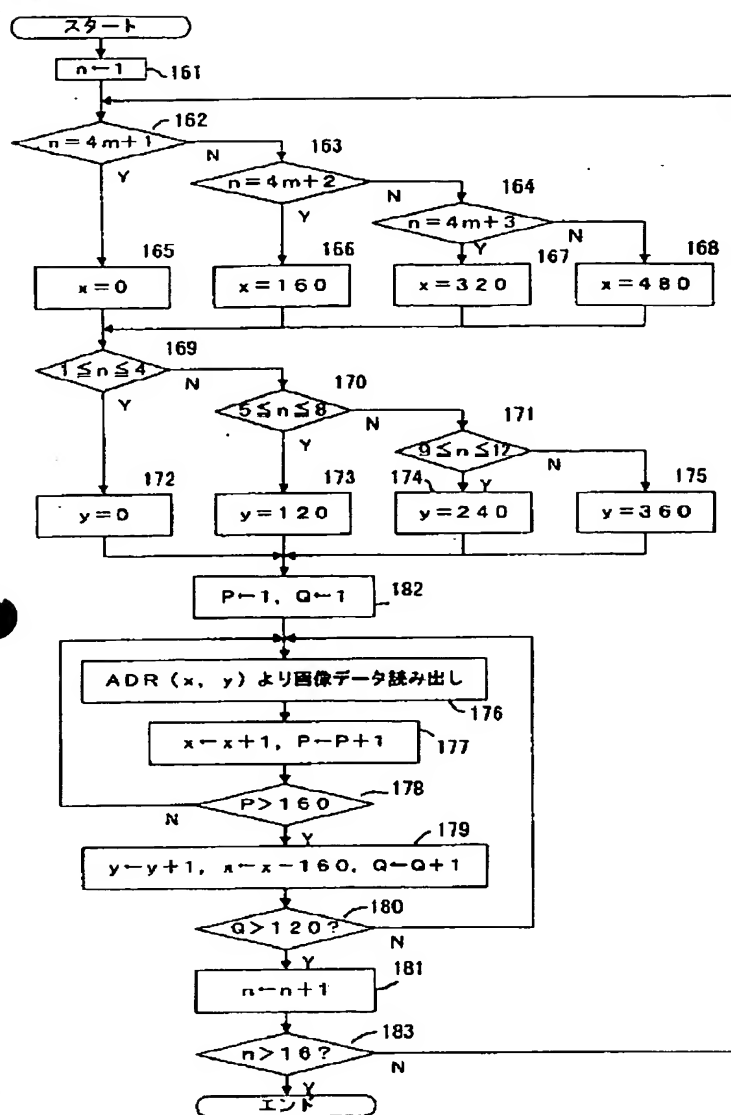 スタート
n←1
161
162
n=4m+1
N
Y
163
n=4m+2
N
Y
164
n=4m+3
N
Y
165
x=0
166
x=160
167
x=320
168
x=480
169
1≦n≦4
N
Y
170
5≦n≦8
N
Y
171
9≦n≦12
N
Y
172
y=0
173
y=120
174
y=240
175
y=360
P←1, Q←1
182
ADR(x, y)より画像データ読み出し
176
x←x+1, P←P+1
177
P>160
178
N
Y
179
y←y+1, x←x-160, Q←Q+1
Q>120?
180
N
Y
181
n←n+1
n>16?
183
N
Y
エンド